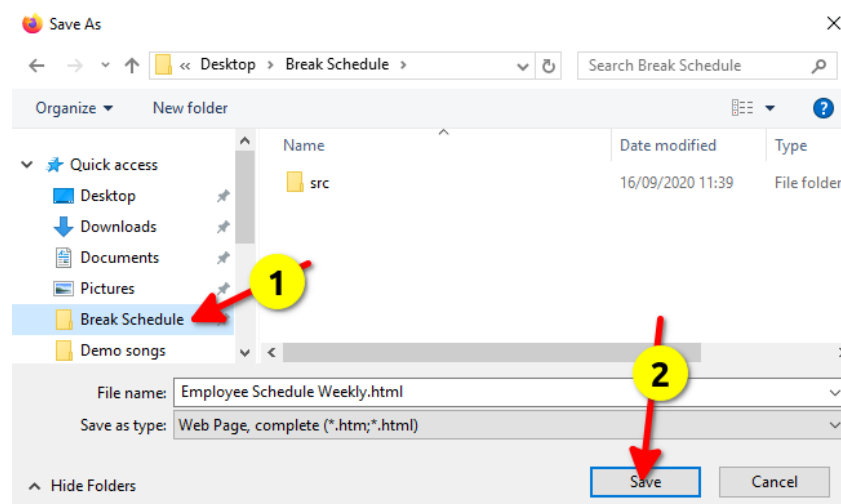 Save As
« Desktop › Break Schedule ›
Search Break Schedule
Organize
New folder
?
Name
Date modified
Type
Quick access
src
16/09/2020 11:39
File folder
Desktop
Downloads
Documents
1
Pictures
Break Schedule
Demo songs
2
File name: Employee Schedule Weekly.html
Save as type: Web Page, complete (*.htm;*.html)
Hide Folders
Save
Cancel